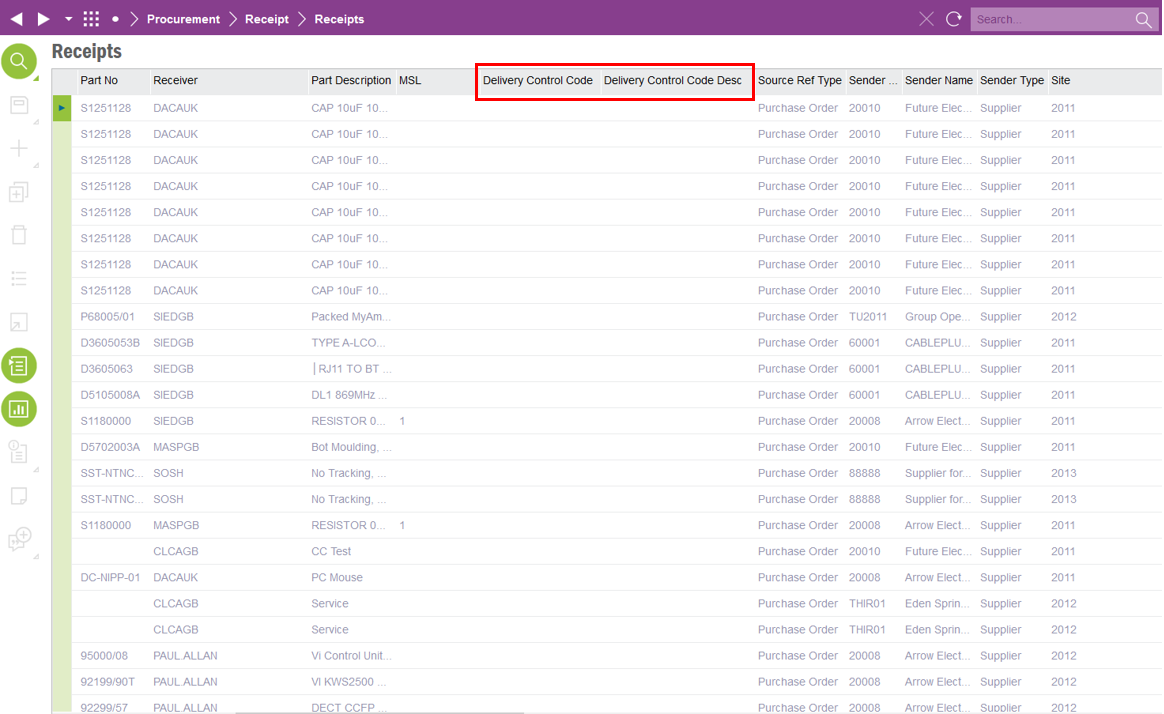 Procurement Receipt Receipts Search...
Receipts
Part No Receiver Part Description MSL Delivery Control Code Delivery Control Code Desc Source Ref Type Sender ... Sender Name Sender Type Site
S1251128 DACAUK CAP 10uF 10... Purchase Order 20010 Future Elec... Supplier 2011
S1251128 DACAUK CAP 10uF 10... Purchase Order 20010 Future Elec... Supplier 2011
S1251128 DACAUK CAP 10uF 10... Purchase Order 20010 Future Elec... Supplier 2011
S1251128 DACAUK CAP 10uF 10... Purchase Order 20010 Future Elec... Supplier 2011
S1251128 DACAUK CAP 10uF 10... Purchase Order 20010 Future Elec... Supplier 2011
S1251128 DACAUK CAP 10uF 10... Purchase Order 20010 Future Elec... Supplier 2011
S1251128 DACAUK CAP 10uF 10... Purchase Order 20010 Future Elec... Supplier 2011
S1251128 DACAUK CAP 10uF 10... Purchase Order 20010 Future Elec... Supplier 2011
P68005/01 SIEDGB Packed MyAm... Purchase Order TU2011 Group Ope... Supplier 2012
D3605053B SIEDGB TYPE A-LCO... Purchase Order 60001 CABLEPLU... Supplier 2011
D3605063 SIEDGB |RJ11 TO BT ... Purchase Order 60001 CABLEPLU... Supplier 2011
D5105008A SIEDGB DL1 869MHz ... Purchase Order 60001 CABLEPLU... Supplier 2011
S1180000 SIEDGB RESISTOR 0... 1 Purchase Order 20008 Arrow Elect... Supplier 2011
D5702003A MASPGB Bot Moulding, ... Purchase Order 20010 Future Elec... Supplier 2011
SST-NTNC... SOSH No Tracking, ... Purchase Order 88888 Supplier for... Supplier 2013
SST-NTNC... SOSH No Tracking, ... Purchase Order 88888 Supplier for... Supplier 2013
S1180000 MASPGB RESISTOR 0... 1 Purchase Order 20008 Arrow Elect... Supplier 2011
CLCAGB CC Test Purchase Order 20010 Future Elec... Supplier 2011
DC-NIPP-01 DACAUK PC Mouse Purchase Order 20008 Arrow Elect... Supplier 2011
CLCAGB Service Purchase Order THIR01 Eden Sprin... Supplier 2012
CLCAGB Service Purchase Order THIR01 Eden Sprin... Supplier 2012
95000/08 PAUL.ALLAN Vi Control Unit... Purchase Order 20008 Arrow Elect... Supplier 2012
92199/90T PAUL.ALLAN VI KWS2500 ... Purchase Order 20008 Arrow Elect... Supplier 2012
92299/57 PAUL.ALLAN DECT CCFP ... Purchase Order 20008 Arrow Elect... Supplier 2012